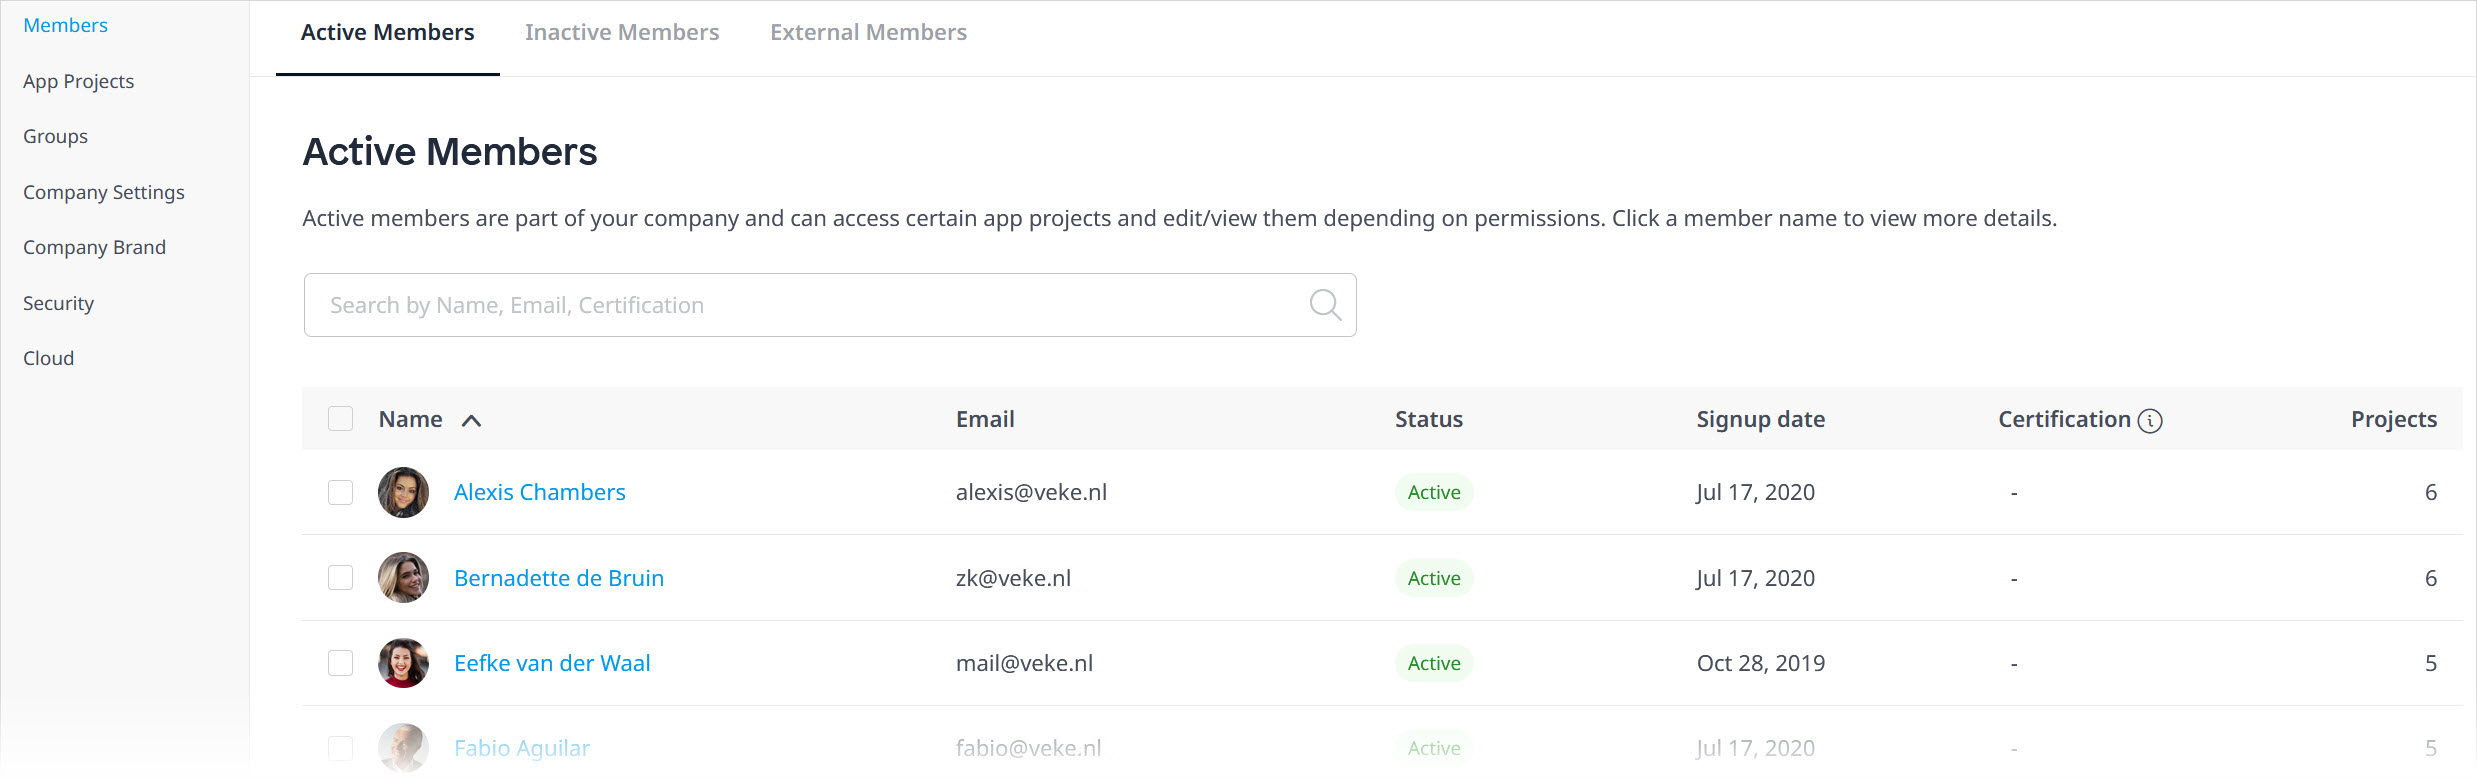 Members
App Projects
Groups
Company Settings
Company Brand
Security
Cloud
Active Members Inactive Members External Members
Active Members
Active members are part of your company and can access certain app projects and edit/view them depending on permissions. Click a member name to view more details.
Search by Name, Email, Certification
Name Email Status Signup date Certification Projects
Alexis Chambers alexis@veke.nl Active Jul 17, 2020 - 6
Bernadette de Bruin zk@veke.nl Active Jul 17, 2020 - 6
Eefke van der Waal mail@veke.nl Active Oct 28, 2019 - 5
Fabio Aguilar fabio@veke.nl Active Jul 17, 2020 - 5